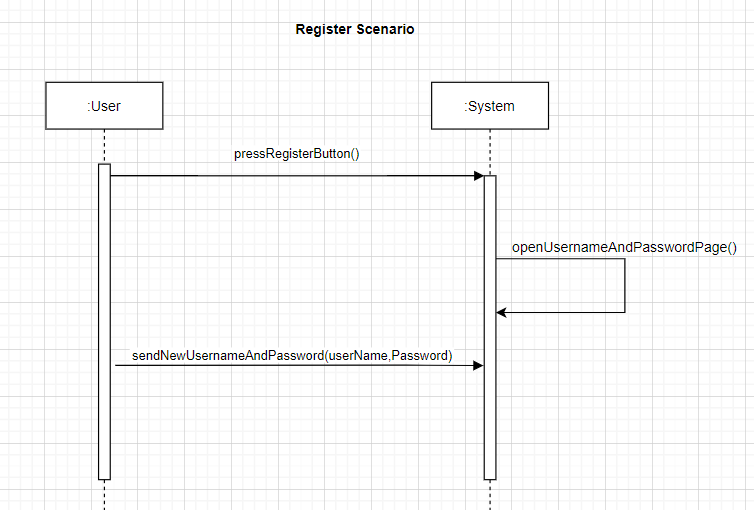 Register Scenario
:User
:System
pressRegisterButton()
openUsernameAndPasswordPage()
sendNewUsernameAndPassword(userName,Password)